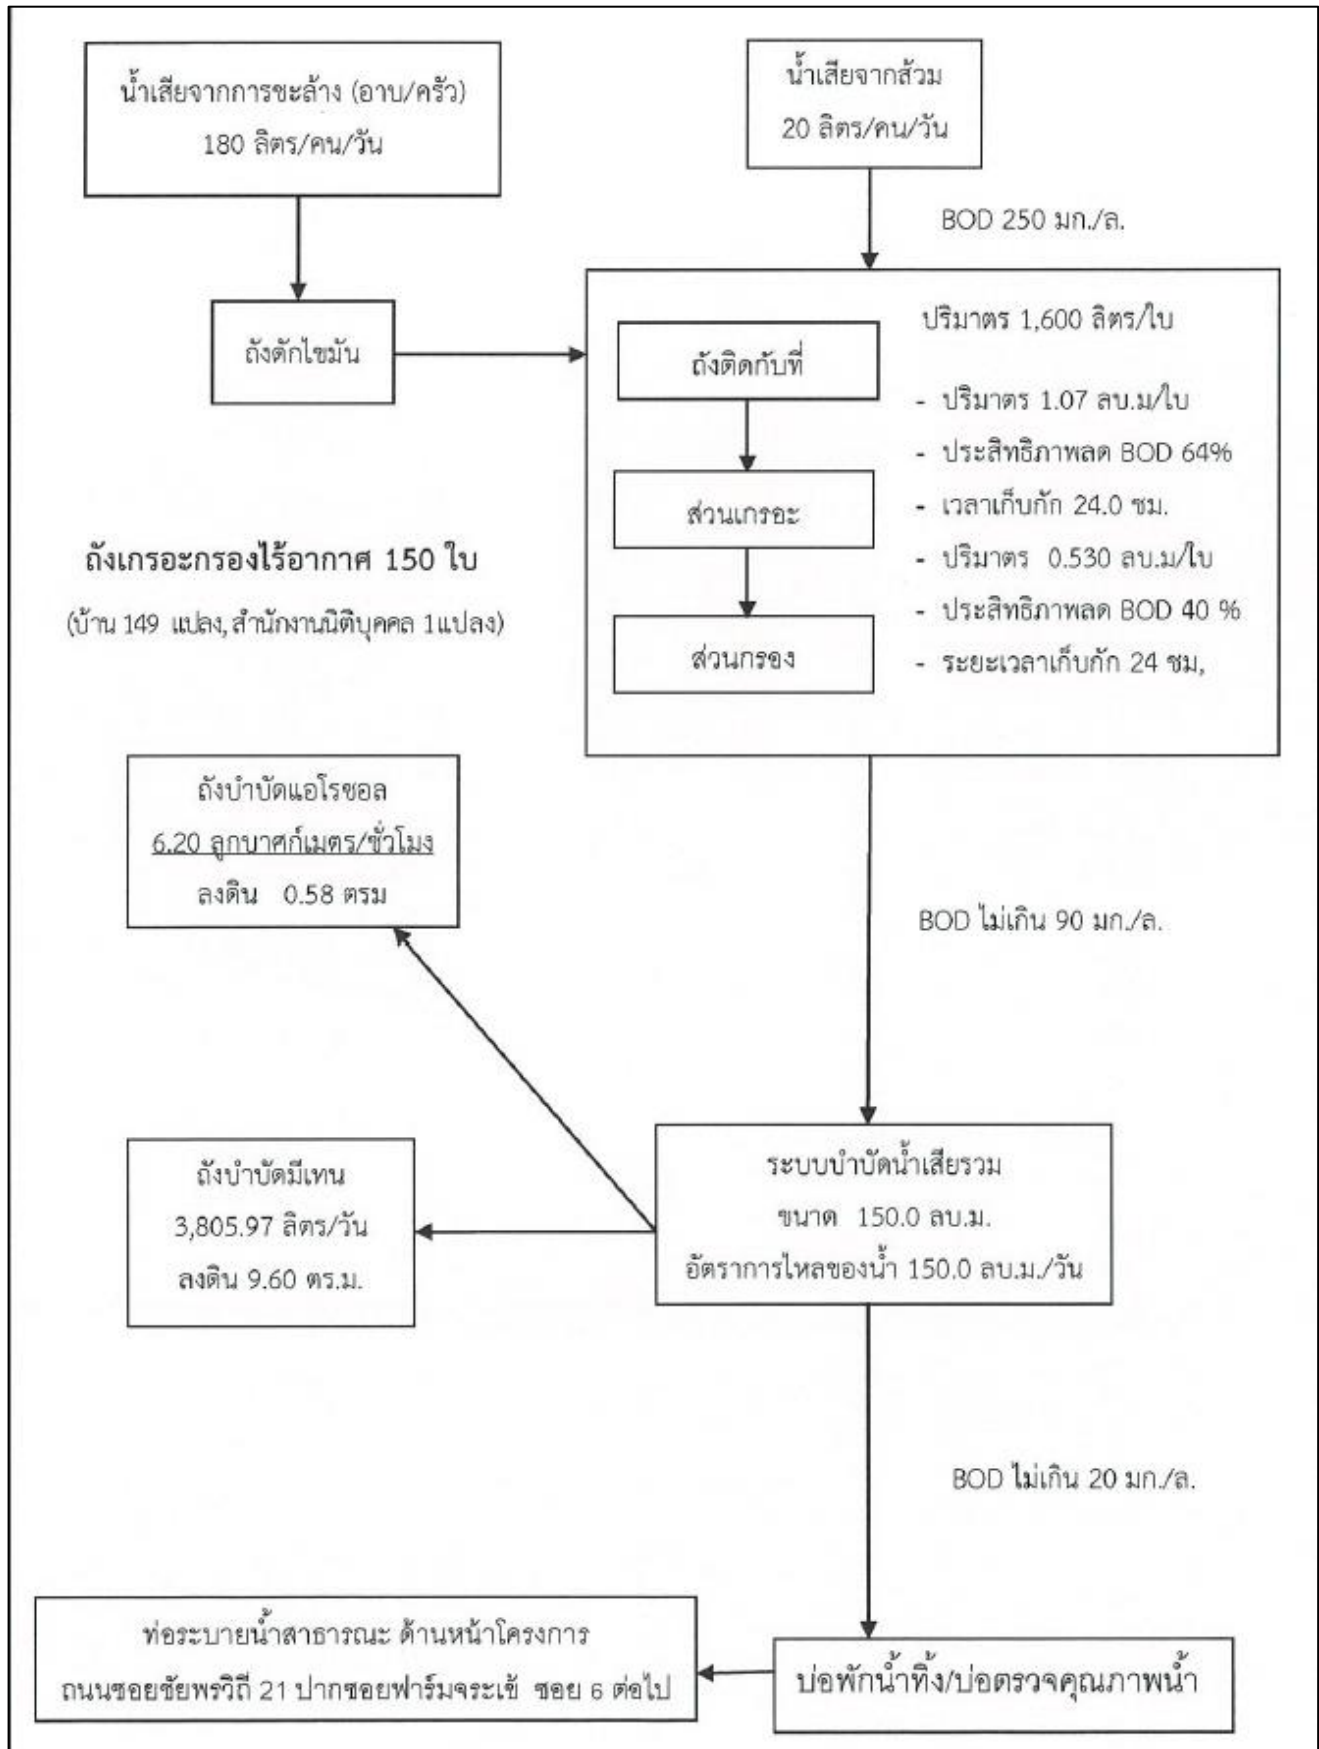 น้ำเสียจากการชะล้าง (อาบ/ครัว)
180 ลิตร/คน/วัน
น้ำเสียจากส้วม
20 ลิตร/คน/วัน
BOD 250 มก./ล.
ถังดักไขมัน
ปริมาตร 1,600 ลิตร/ใบ
ถังติดกับที่
- ปริมาตร 1.07 ลบ.ม/ใบ
- ประสิทธิภาพลด BOD 64%
ส่วนเกรอะ
- เวลาเก็บกัก 24.0 ชม.
- ปริมาตร 0.530 ลบ.ม/ใบ
- ประสิทธิภาพลด BOD 40 %
ส่วนกรอง
- ระยะเวลาเก็บกัก 24 ชม,
ถังเกรอะกรองไร้อากาศ 150 ใบ
(บ้าน 149 แปลง, สำนักงานนิติบุคคล 1แปลง)
ถังบำบัดแอโรซอล
6.20 ลูกบาศก์เมตร/ชั่วโมง
ลงดิน 0.58 ตรม
BOD ไม่เกิน 90 มก./ล.
ถังบำบัดมีเทน
3,805.97 ลิตร/วัน
ลงดิน 9.60 ตร.ม.
ระบบบำบัดน้ำเสียรวม
ขนาด 150.0 ลบ.ม.
อัตราการไหลของน้ำ 150.0 ลบ.ม./วัน
BOD ไม่เกิน 20 มก./ล.
ท่อระบายน้ำสาธารณะ ด้านหน้าโครงการ
ถนนซอยชัยพรวิถี 21 ปากซอยฟาร์มจระเข้ ซอย 6 ต่อไป
บ่อพักน้ำทิ้ง/บ่อตรวจคุณภาพน้ำ